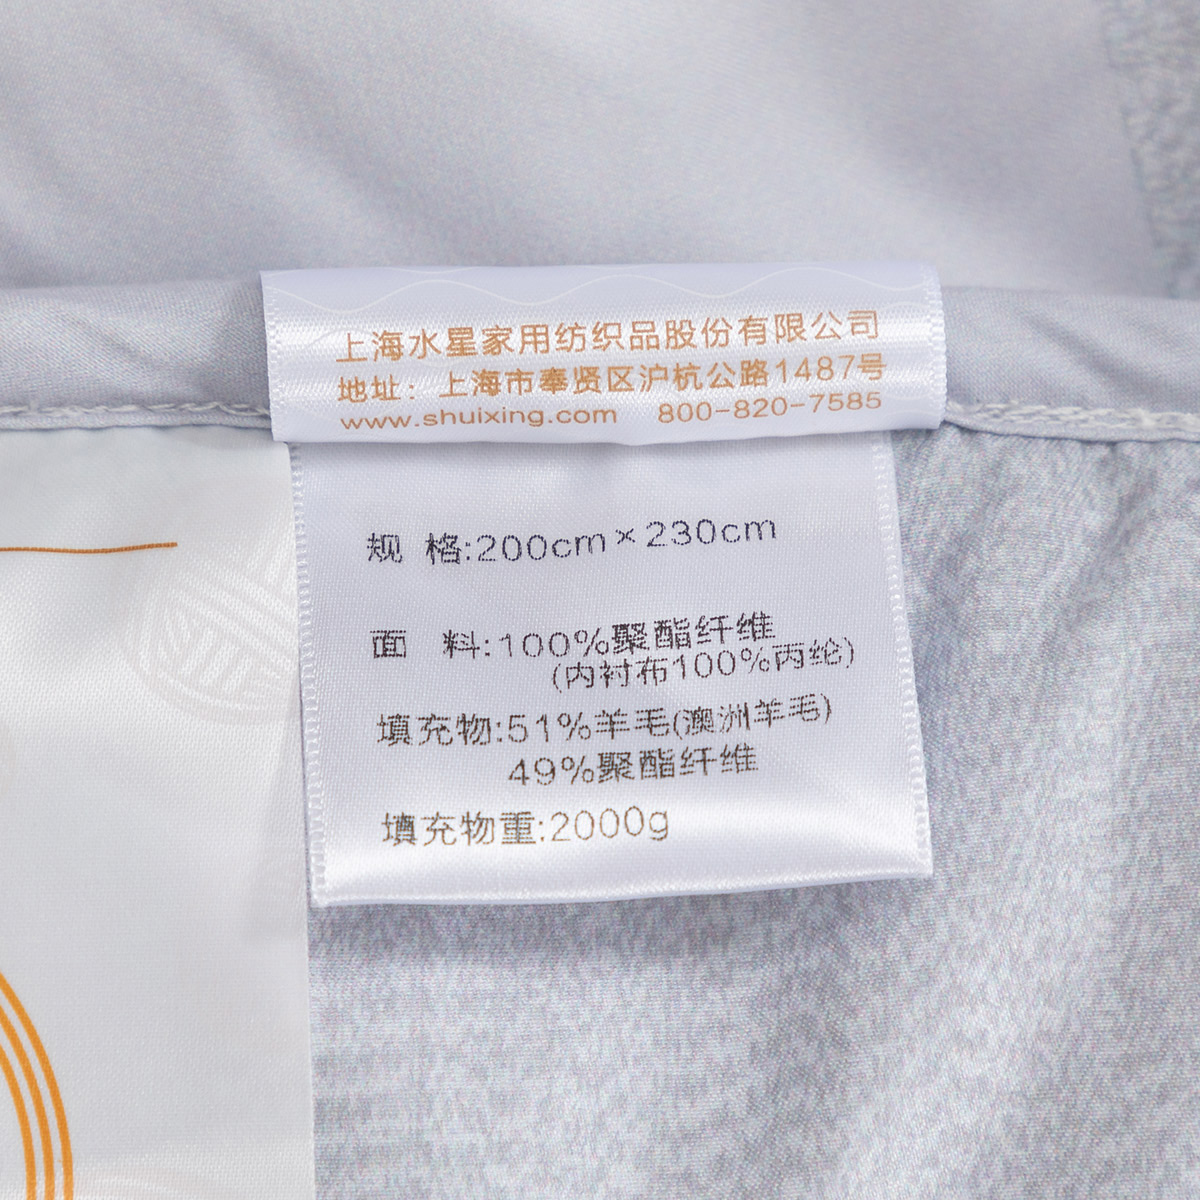 上海水星家用纺织品股份有限公司
地址：上海市奉贤区沪杭公路1487号
www.shuixing.com 800-820-7585
规 格:200cm×230cm
面 料:100%聚酯纤维
(内衬布100%丙纶)
填充物:51%羊毛(澳洲羊毛)
49%聚酯纤维
填充物重:2000g